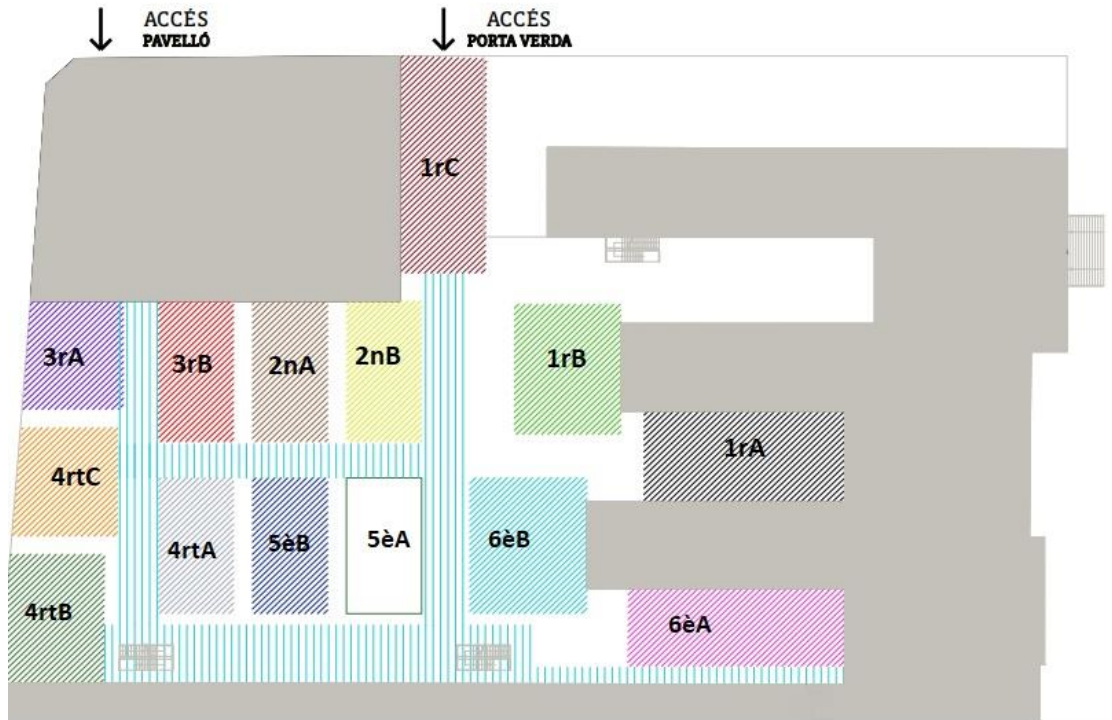 ACCÉS
PAVELLÓ
ACCÉS
PORTA VERDA
1rC
3rA
3rB
2nA
2nB
1rB
1rA
4rtC
4rtA
5èB
5èA
6èB
4rtB
6èA